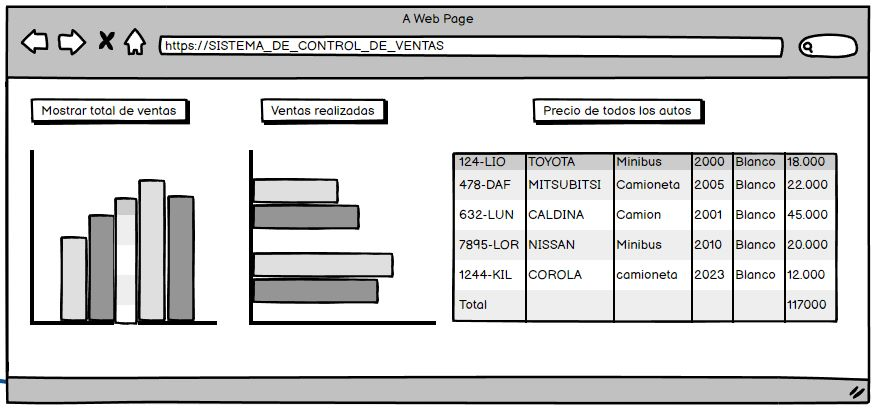 A Web Page
https://SISTEMA_DE_CONTROL_DE_VENTAS
Mostrar total de ventas
Ventas realizadas
Precio de todos los autos
124-LIO TOYOTA Minibus 2000 Blanco 18.000
478-DAF MITSUBITSI Camioneta 2005 Blanco 22.000
632-LUN CALDINA Camion 2001 Blanco 45.000
7895-LOR NISSAN Minibus 2010 Blanco 20.000
1244-KIL COROLA camioneta 2023 Blanco 12.000
Total 117000